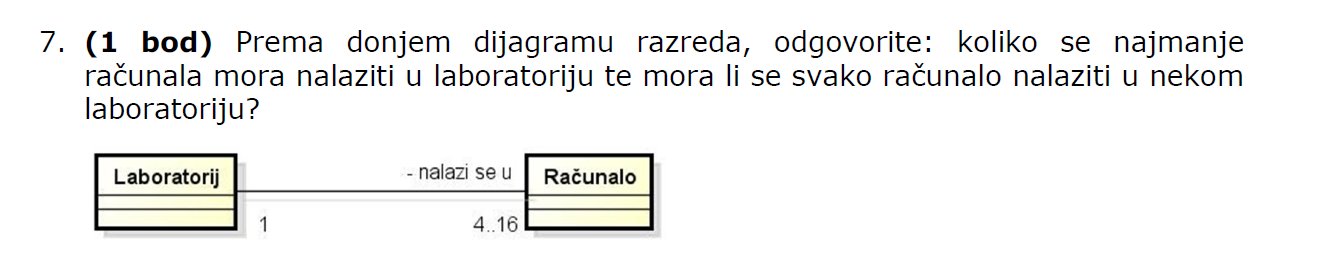 7. (1 bod) Prema donjem dijagramu razreda, odgovorite: koliko se najmanje
računala mora nalaziti u laboratoriju te mora li se svako računalo nalaziti u nekom
laboratoriju?
Laboratorij
- nalazi se u
Računalo
1
4..16